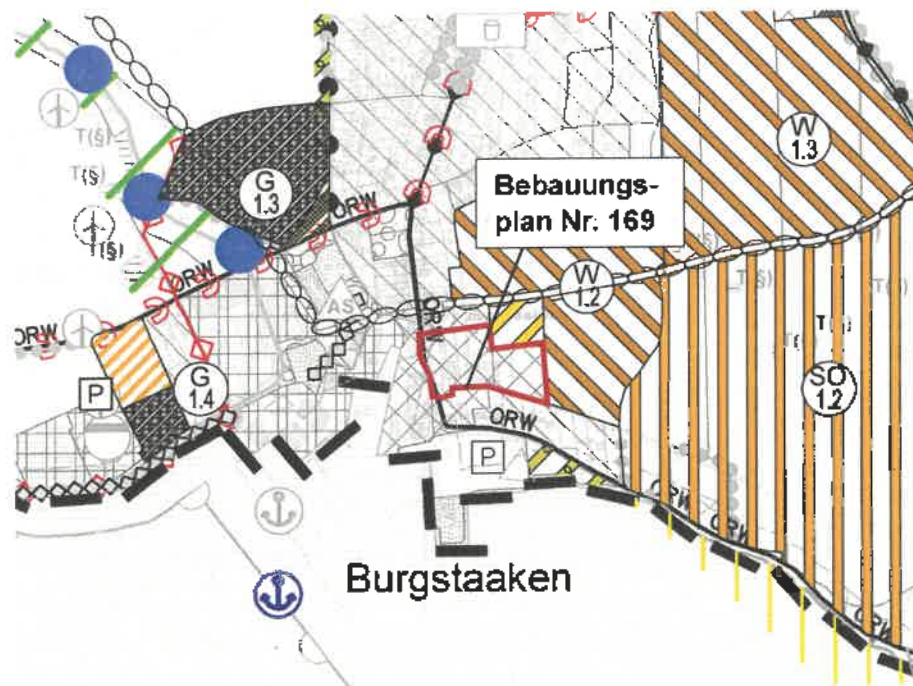 T(§)
T(§)
T(§)
G
1.3
ORW
W
1.3
Bebauungs-
plan Nr. 169
ORW
W
1.2
T(§)
T(§)
AS
ORW
ORW
T(§)
P
G
1.4
SO
1.2
ORW
P
ORW
ORW
Burgstaaken
ORW